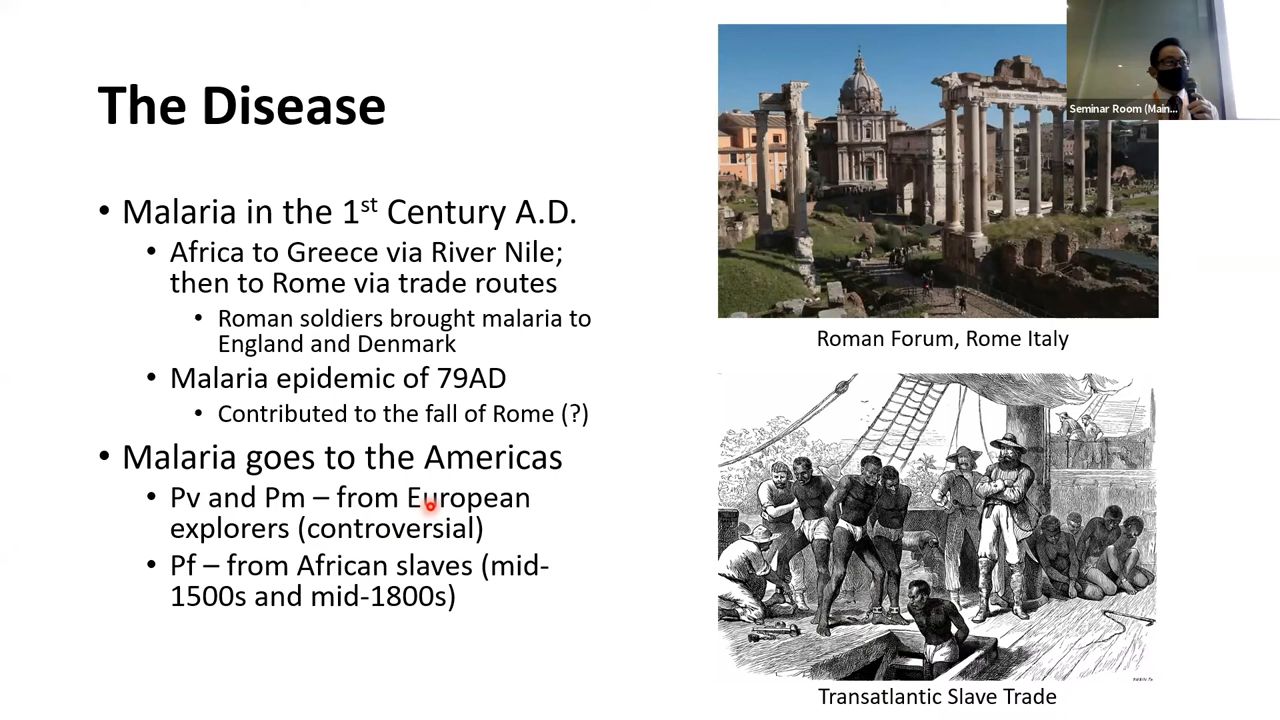 The Disease
• Malaria in the 1st Century A.D.
• Africa to Greece via River Nile;
then to Rome via trade routes
• Roman soldiers brought malaria to
England and Denmark
• Malaria epidemic of 79AD
• Contributed to the fall of Rome (?)
• Malaria goes to the Americas
• Pv and Pm – from European
explorers (controversial)
• Pf – from African slaves (mid-
1500s and mid-1800s)
Seminar Room (Main...
Roman Forum, Rome Italy
Transatlantic Slave Trade